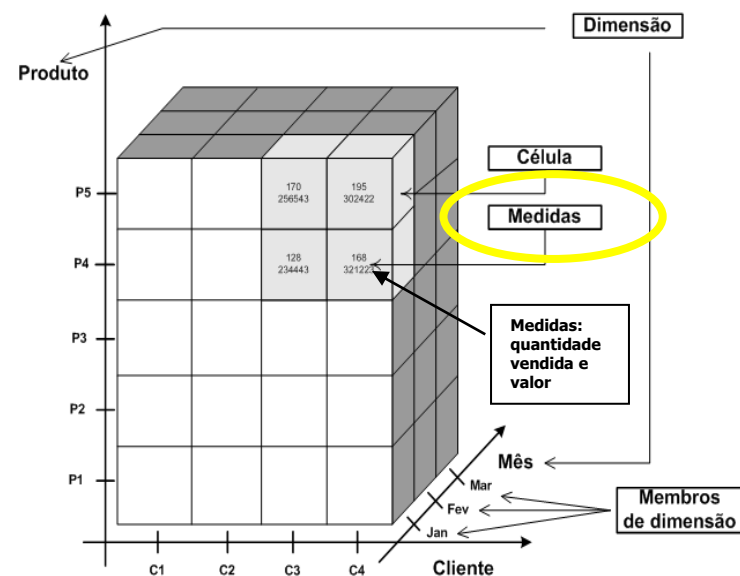 Dimensão
Produto
Célula
P5
170
256543
195
302422
Medidas
P4
128
234443
168
321223
Medidas:
quantidade
vendida e
valor
P3
P2
P1
Mês
Mar
Fev
Jan
Membros
de dimensão
C1
C2
C3
C4
Cliente